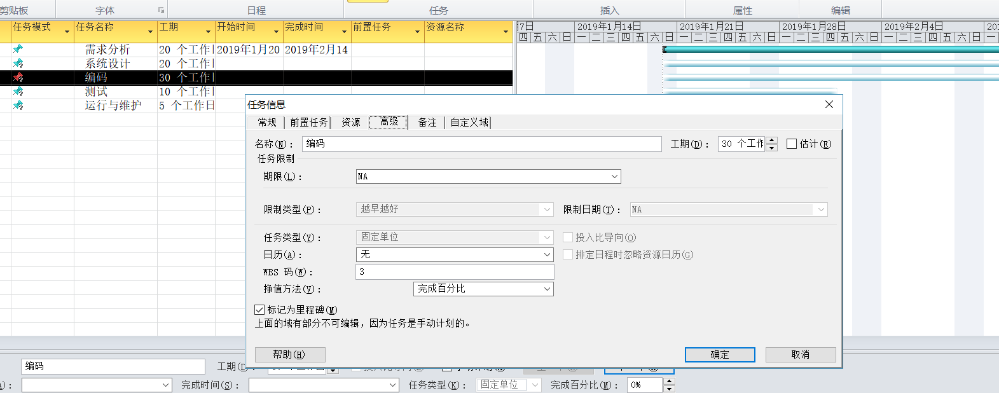 剪贴板 字体 日程 任务 插入 属性 编辑
任务模式 任务名称 工期 开始时间 完成时间 前置任务 资源名称
7日 2019年1月14日 2019年1月21日 2019年1月28日 2019年2月4日 201
四 五 六 日 一 二 三 四 五 六 日 一 二 三 四 五 六 日 一 二 三 四 五 六 日 一 二 三 四 五 六 日 一
需求分析 20 个工作 2019年1月20 2019年2月14
系统设计 20 个工作
编码 30 个工作
测试 10 个工作
运行与维护 5 个工作日
任务信息
常规 前置任务 资源 高级 备注 自定义域
名称(N): 编码 工期(D): 30 个工作 估计(E)
任务限制
期限(L): NA
限制类型(P): 越早越好 限制日期(T): NA
任务类型(Y): 固定单位 投入比导向(O)
日历(A): 无 排定日程时忽略资源日历(G)
WBS 码(W): 3
挣值方法(V): 完成百分比
标记为里程碑(M)
上面的域有部分不可编辑，因为任务是手动计划的。
帮助(H) 确定 取消
编码 工期(D):
完成时间(S): 任务类型(K): 固定单位 完成百分比(M): 0%